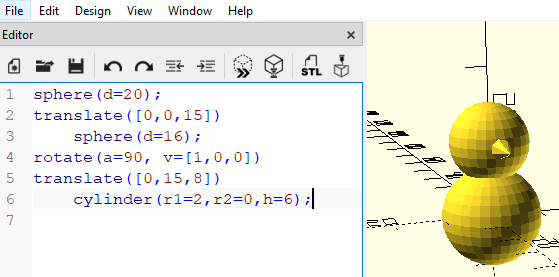 File Edit Design View Window Help
Editor
STL
1 sphere(d=20);
2 translate([0,0,15])
3 sphere(d=16);
4 rotate(a=90, v=[1,0,0])
5 translate([0,15,8])
6 cylinder(r1=2,r2=0,h=6);
7